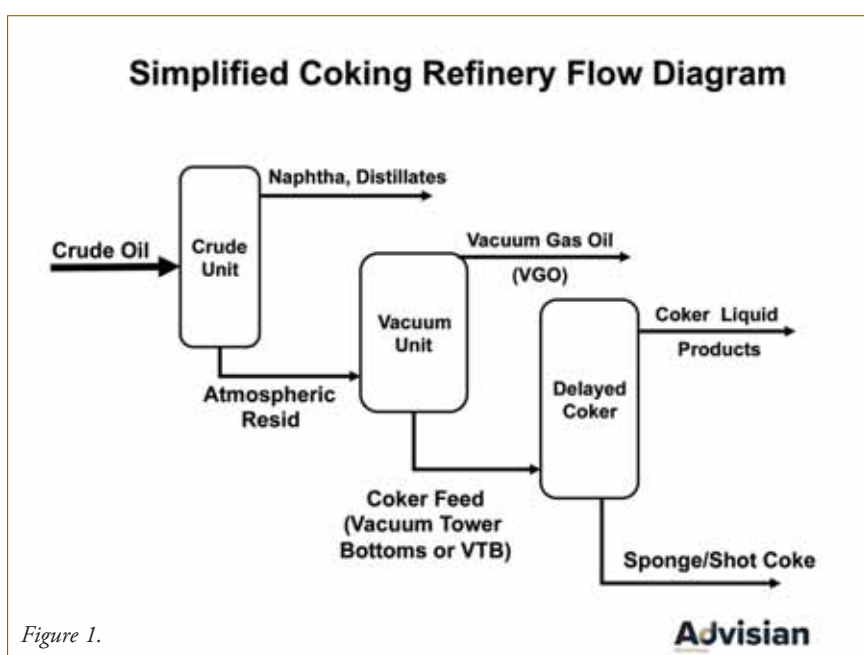 Simplified Coking Refinery Flow Diagram
Naphtha, Distillates
Crude Oil
Crude
Unit
Vacuum Gas Oil
(VGO)
Vacuum
Unit
Coker Liquid
Products
Atmospheric
Resid
Delayed
Coker
Coker Feed
(Vacuum Tower
Bottoms or VTB)
Sponge/Shot Coke
Figure 1.
Advisian